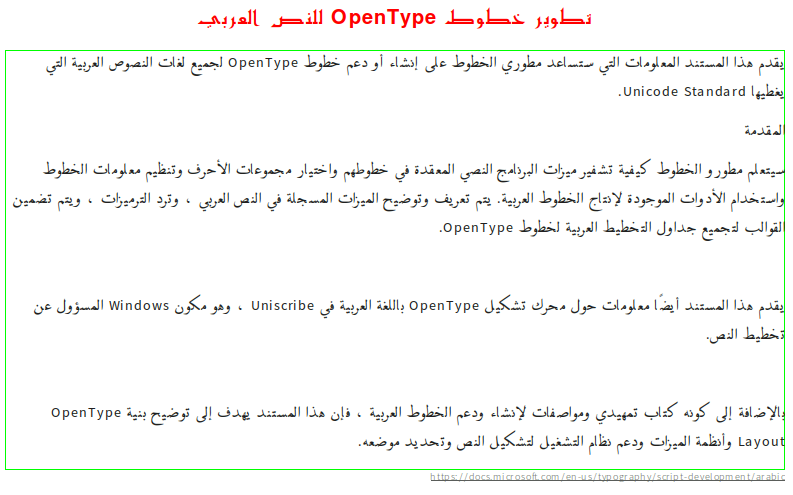 تطوير خطوط OpenType للنص العربي
يقدم هذا المستند المعلومات التي ستساعد مطوري الخطوط على إنشاء أو دعم خطوط OpenType لجميع لغات النصوص العربية التي
يغطيها Unicode Standard.
المقدمة
سيتعلم مطورو الخطوط كيفية تشفير ميزات البرنامج النصي المعقدة في خطوطهم واختيار مجموعات الأحرف وتنظيم معلومات الخطوط
واستخدام الأدوات الموجودة لإنتاج الخطوط العربية. يتم تعريف وتوضيح الميزات المسجلة في النص العربي ، وترد الترميزات ، ويتم تضمين
القوالب لتجميع جداول التخطيط العربية لخطوط OpenType.
يقدم هذا المستند أيضًا معلومات حول محرك تشكيل OpenType باللغة العربية في Uniscribe ، وهو مكون Windows المسؤول عن
تخطيط النص.
بالإضافة إلى كونه كتاب تمهيدي ومواصفات لإنشاء ودعم الخطوط العربية ، فإن هذا المستند يهدف إلى توضيح بنية OpenType
Layout وأنظمة الميزات ودعم نظام التشغيل لتشكيل النص وتحديد موضعه.
https://docs.microsoft.com/en-us/typography/script-development/arabic